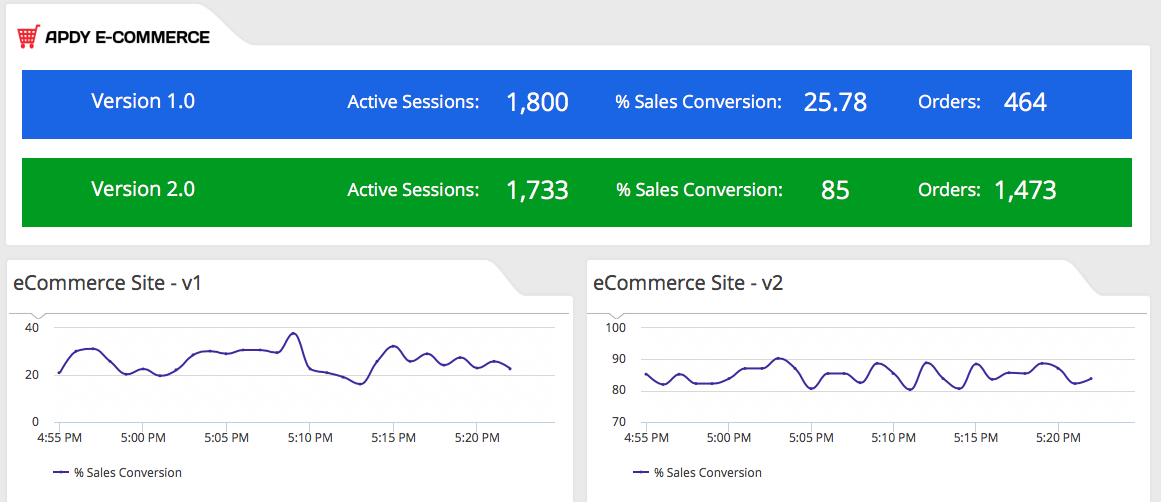 APDY E-COMMERCE
Version 1.0 Active Sessions: 1,800 % Sales Conversion: 25.78 Orders: 464
Version 2.0 Active Sessions: 1,733 % Sales Conversion: 85 Orders: 1,473
eCommerce Site - v1
40
20
0
4:55 PM 5:00 PM 5:05 PM 5:10 PM 5:15 PM 5:20 PM
% Sales Conversion
eCommerce Site - v2
100
90
80
70
4:55 PM 5:00 PM 5:05 PM 5:10 PM 5:15 PM 5:20 PM
% Sales Conversion